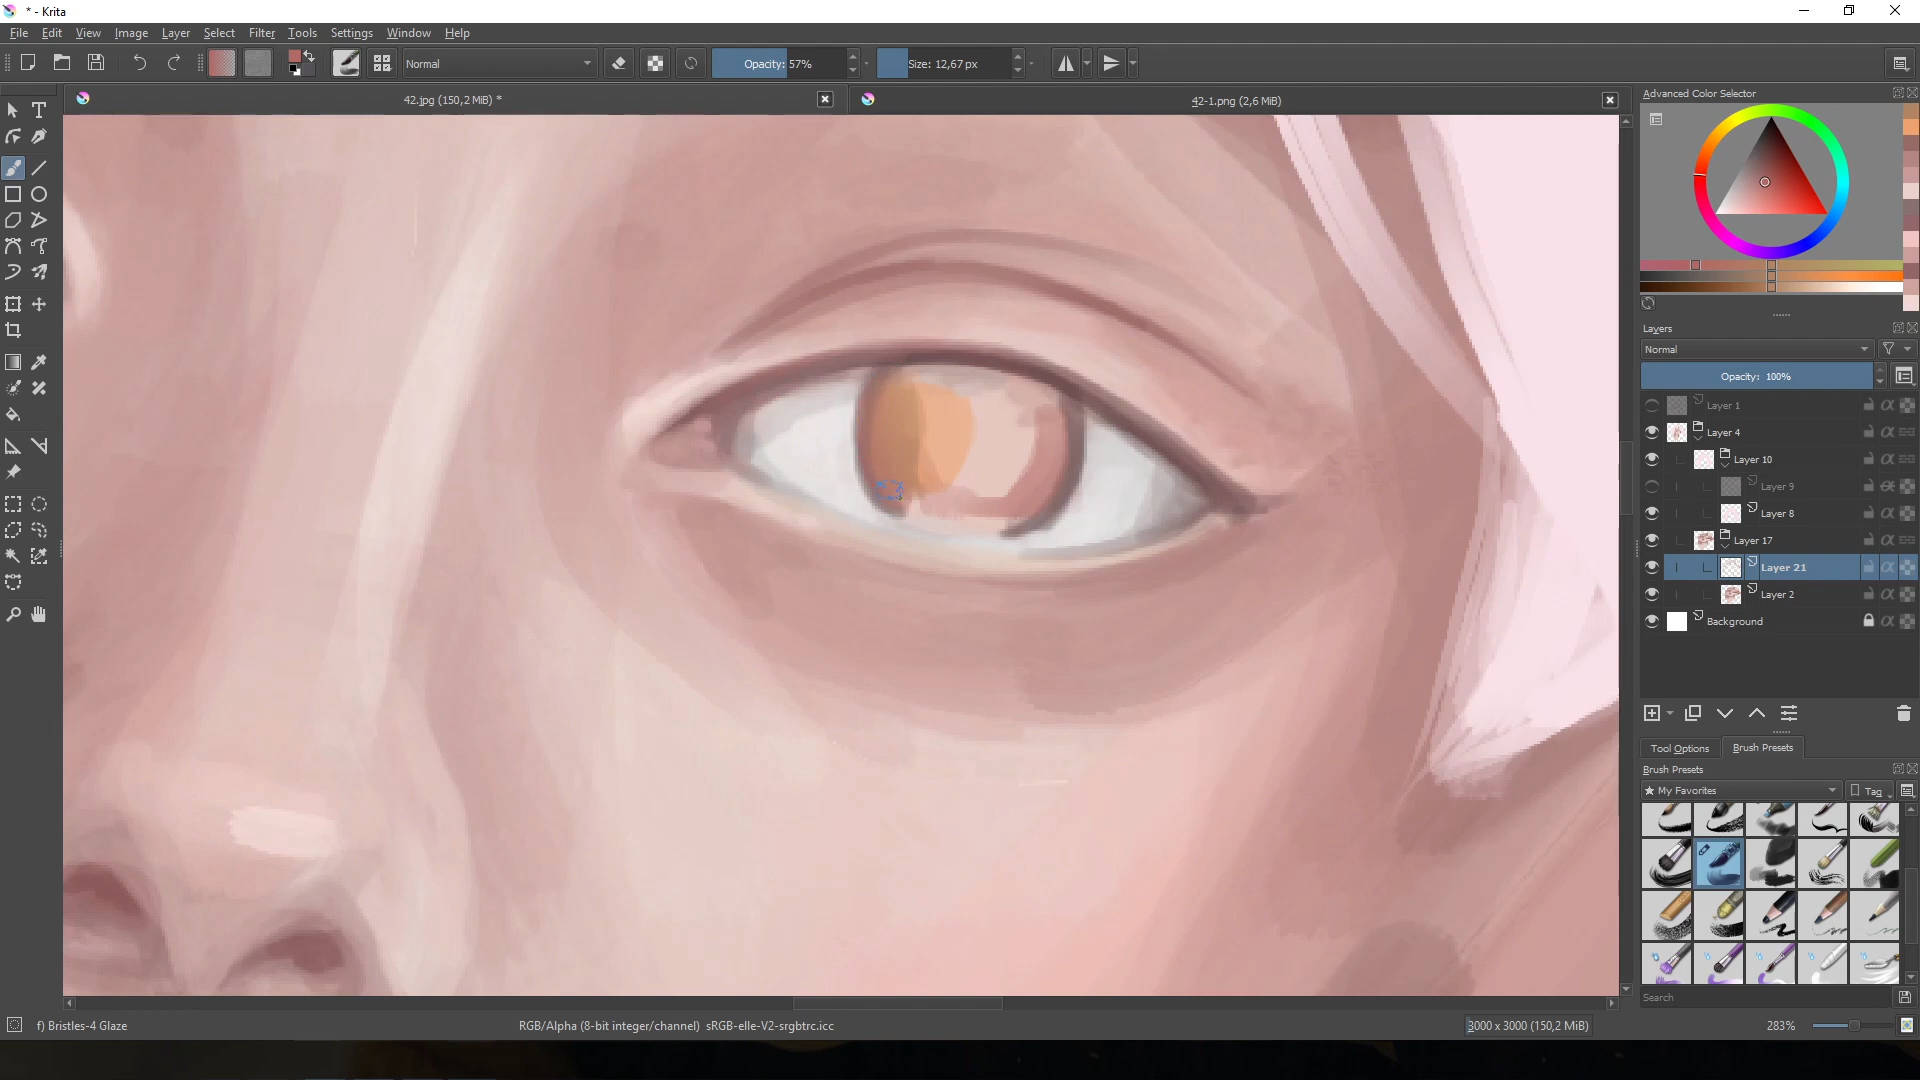 * - Krita
File Edit View Image Layer Select Filter Tools Settings Window Help
Normal
Opacity: 57%
Size: 12,67 px
42.jpg (150,2 MiB) *
42-1.png (2,6 MiB)
Advanced Color Selector
Layers
Normal
Opacity: 100%
Layer 1
Layer 4
Layer 10
Layer 9
Layer 8
Layer 17
Layer 21
Layer 2
Background
Tool Options
Brush Presets
Brush Presets
My Favorites
Tag
Search
f) Bristles-4 Glaze
RGB/Alpha (8-bit integer/channel) sRGB-elle-V2-srgbtrc.icc
3000 x 3000 (150,2 MiB)
283%